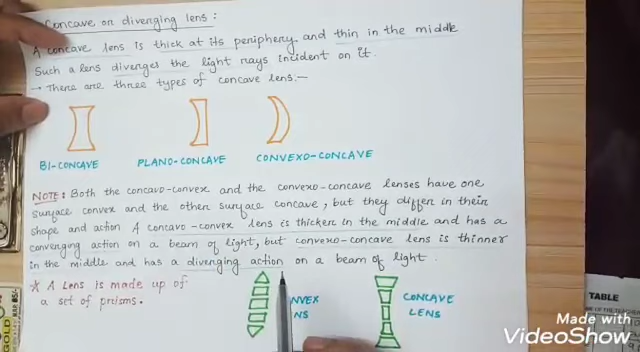 Concave or diverging lens :
A concave lens is thick at its periphery and thin in the middle
Such a lens diverges the light rays incident on it.
→ There are three types of concave lens.—
BI-CONCAVE PLANO-CONCAVE CONVEXO-CONCAVE
NOTE: Both the concavo-convex and the convexo-concave lenses have one
surface convex and the other surface concave, but they differ in their
shape and action A concavo-convex lens is thicker in the middle and has a
converging action on a beam of light, but convexo-concave lens is thinner
in the middle and has a diverging action on a beam of light.
* A Lens is made up of
a set of prisms.
NVEX
NS
CONCAVE
LENS
TABLE
GOLD
Made with
VideoShow